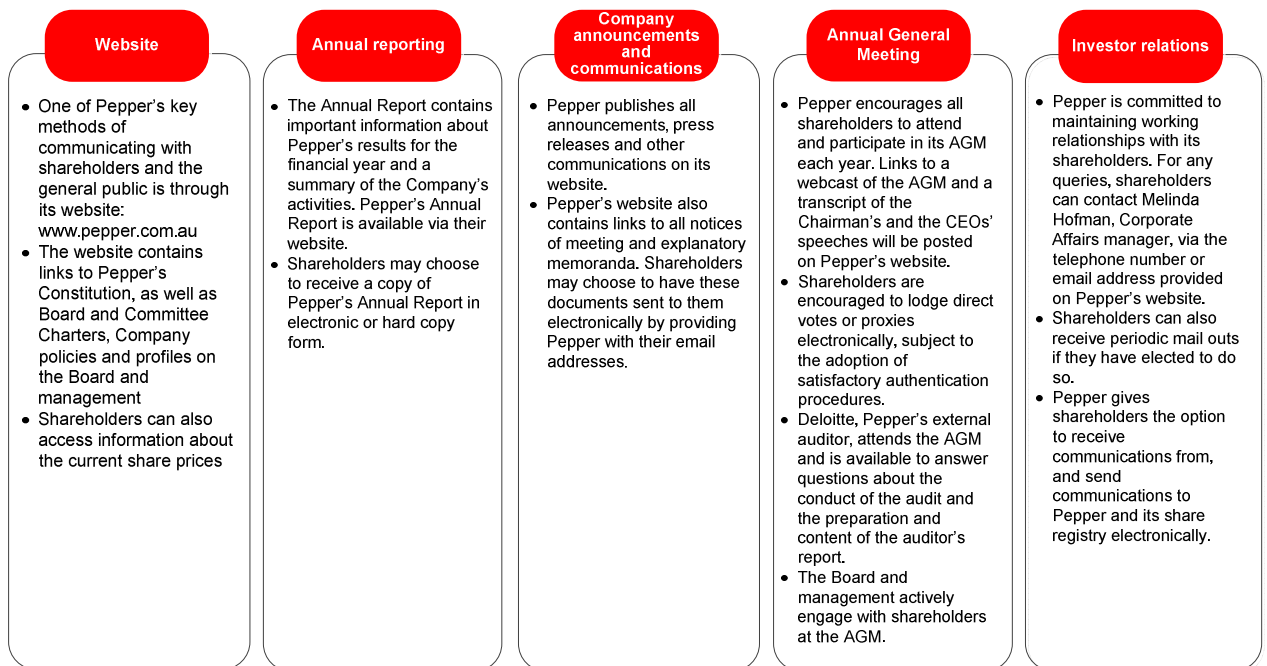 Website
• One of Pepper’s key
methods of
communicating with
shareholders and the
general public is through
its website:
www.pepper.com.au
• The website contains
links to Pepper’s
Constitution, as well as
Board and Committee
Charters, Company
policies and profiles on
the Board and
management
• Shareholders can also
access information about
the current share prices
Annual reporting
• The Annual Report contains
important information about
Pepper’s results for the
financial year and a
summary of the Company’s
activities. Pepper’s Annual
Report is available via their
website.
• Shareholders may choose
to receive a copy of
Pepper’s Annual Report in
electronic or hard copy
form.
Company
announcements
and
communications
• Pepper publishes all
announcements, press
releases and other
communications on its
website.
• Pepper’s website also
contains links to all notices
of meeting and explanatory
memoranda. Shareholders
may choose to have these
documents sent to them
electronically by providing
Pepper with their email
addresses.
Annual General
Meeting
• Pepper encourages all
shareholders to attend
and participate in its AGM
each year. Links to a
webcast of the AGM and a
transcript of the
Chairman’s and the CEOs’
speeches will be posted
on Pepper’s website.
• Shareholders are
encouraged to lodge direct
votes or proxies
electronically, subject to
the adoption of
satisfactory authentication
procedures.
• Deloitte, Pepper’s external
auditor, attends the AGM
and is available to answer
questions about the
conduct of the audit and
the preparation and
content of the auditor’s
report.
• The Board and
management actively
engage with shareholders
at the AGM.
Investor relations
• Pepper is committed to
maintaining working
relationships with its
shareholders. For any
queries, shareholders
can contact Melinda
Hofman, Corporate
Affairs manager, via the
telephone number or
email address provided
on Pepper’s website.
• Shareholders can also
receive periodic mail outs
if they have elected to do
so.
• Pepper gives
shareholders the option
to receive
communications from,
and send
communications to
Pepper and its share
registry electronically.